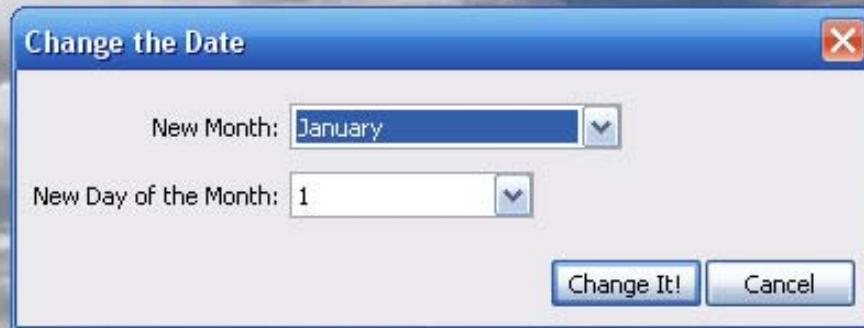 Change the Date
New Month: January
New Day of the Month: 1
Change It! Cancel